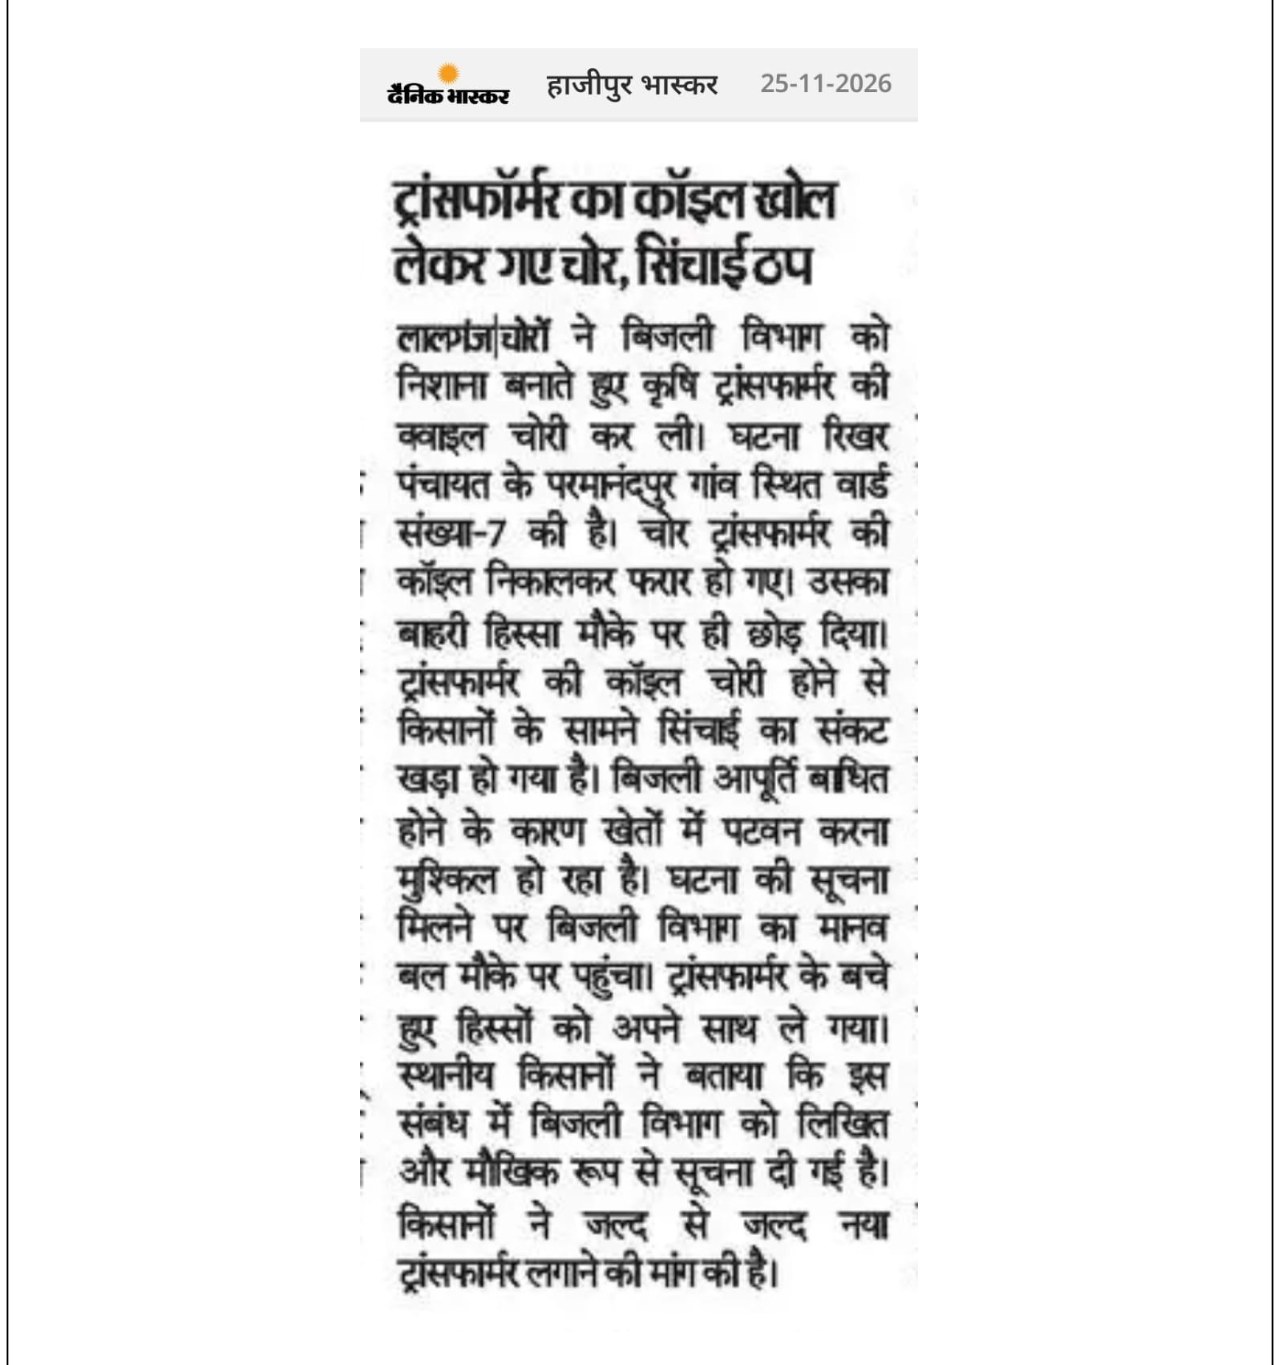 दैनिक भास्कर हाजीपुर भास्कर 25-11-2026
ट्रांसफॉर्मर का कॉइल खोल
लेकर गए चोर, सिंचाई ठप
लालगंज|चोरों ने बिजली विभाग को
निशाना बनाते हुए कृषि ट्रांसफार्मर की
क्वाइल चोरी कर ली। घटना रिखर
पंचायत के परमानंदपुर गांव स्थित वार्ड
संख्या-7 की है। चोर ट्रांसफार्मर की
कॉइल निकालकर फरार हो गए। उसका
बाहरी हिस्सा मौके पर ही छोड़ दिया।
ट्रांसफार्मर की कॉइल चोरी होने से
किसानों के सामने सिंचाई का संकट
खड़ा हो गया है। बिजली आपूर्ति बाधित
होने के कारण खेतों में पटवन करना
मुश्किल हो रहा है। घटना की सूचना
मिलने पर बिजली विभाग का मानव
बल मौके पर पहुंचा। ट्रांसफार्मर के बचे
हुए हिस्सों को अपने साथ ले गया।
स्थानीय किसानों ने बताया कि इस
संबंध में बिजली विभाग को लिखित
और मौखिक रूप से सूचना दी गई है।
किसानों ने जल्द से जल्द नया
ट्रांसफार्मर लगाने की मांग की है।